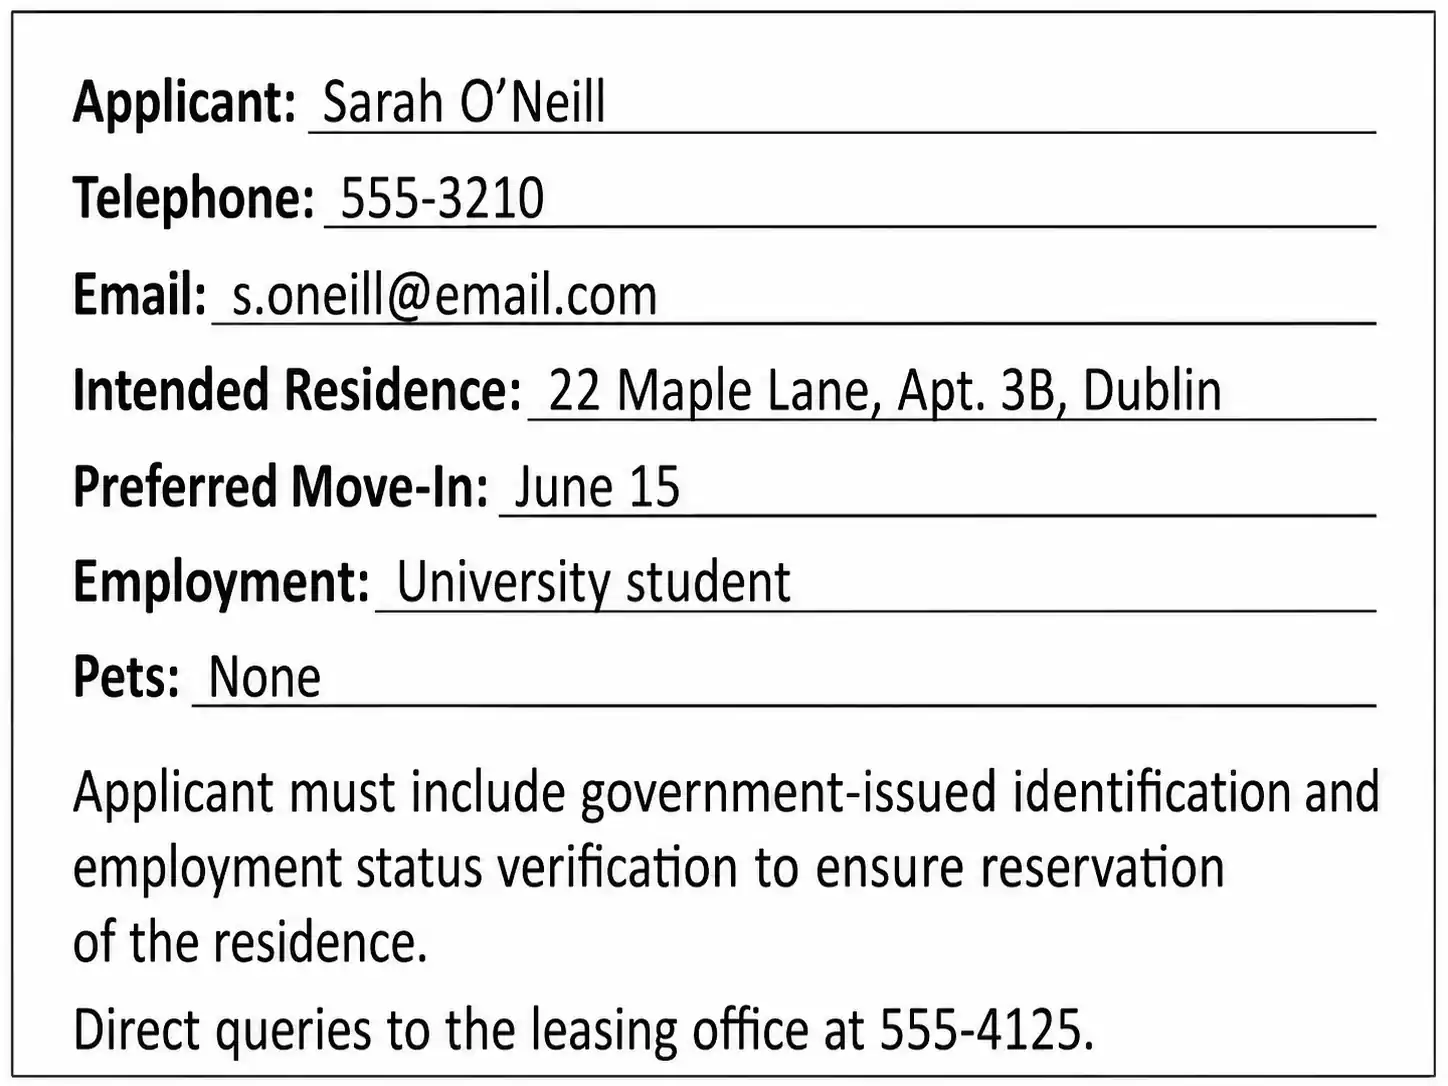 Applicant: Sarah O’Neill
Telephone: 555-3210
Email: s.oneill@email.com
Intended Residence: 22 Maple Lane, Apt. 3B, Dublin
Preferred Move-In: June 15
Employment: University student
Pets: None
Applicant must include government-issued identification and
employment status verification to ensure reservation
of the residence.
Direct queries to the leasing office at 555-4125.